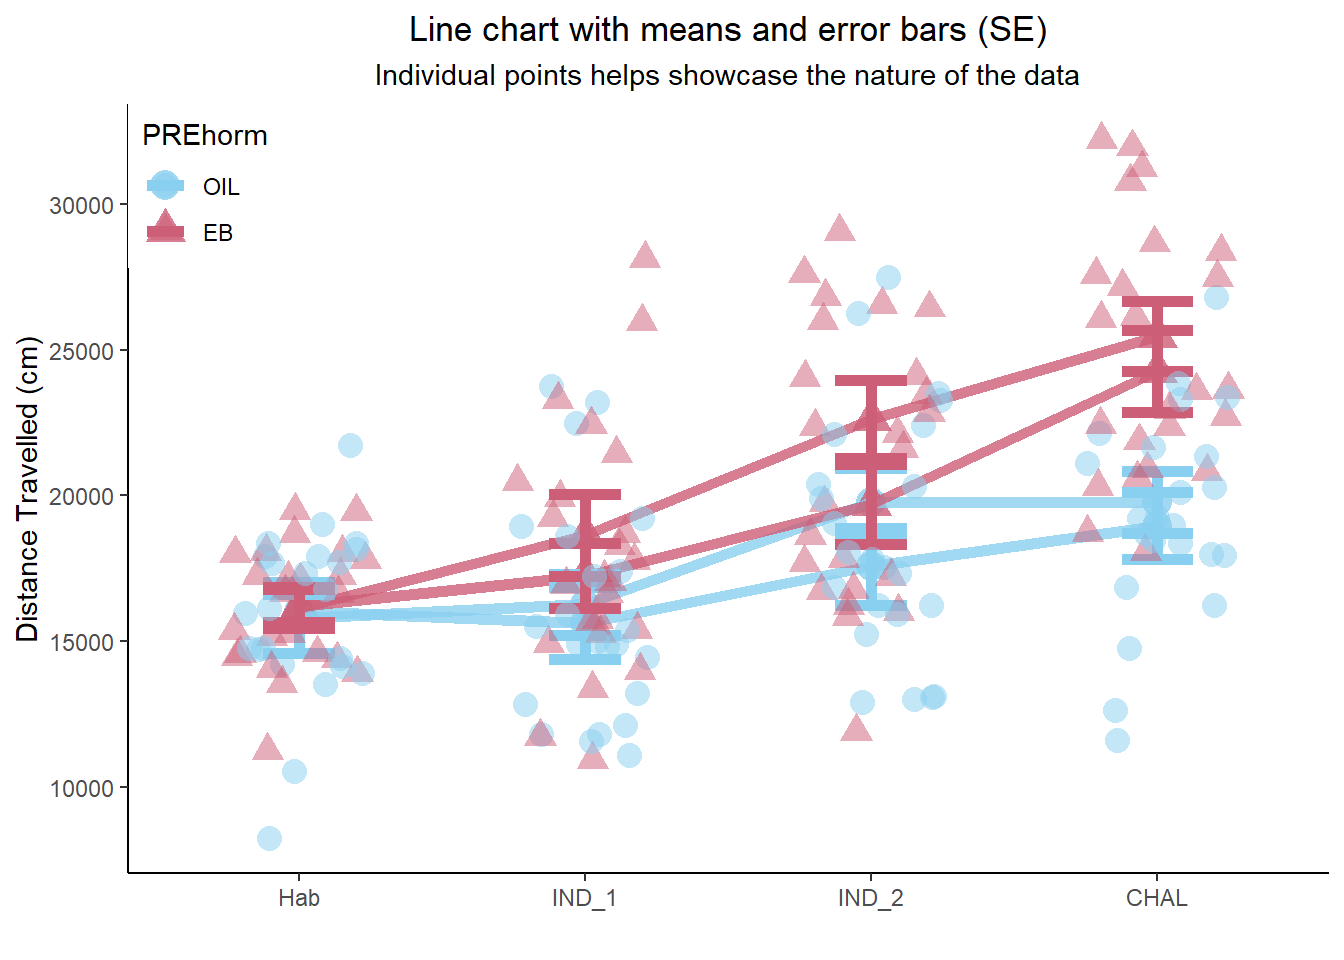 Line chart with means and error bars (SE)
Individual points helps showcase the nature of the data
PREhorm
OIL
EB
Distance Travelled (cm)
30000
25000
20000
15000
10000
Hab
IND_1
IND_2
CHAL